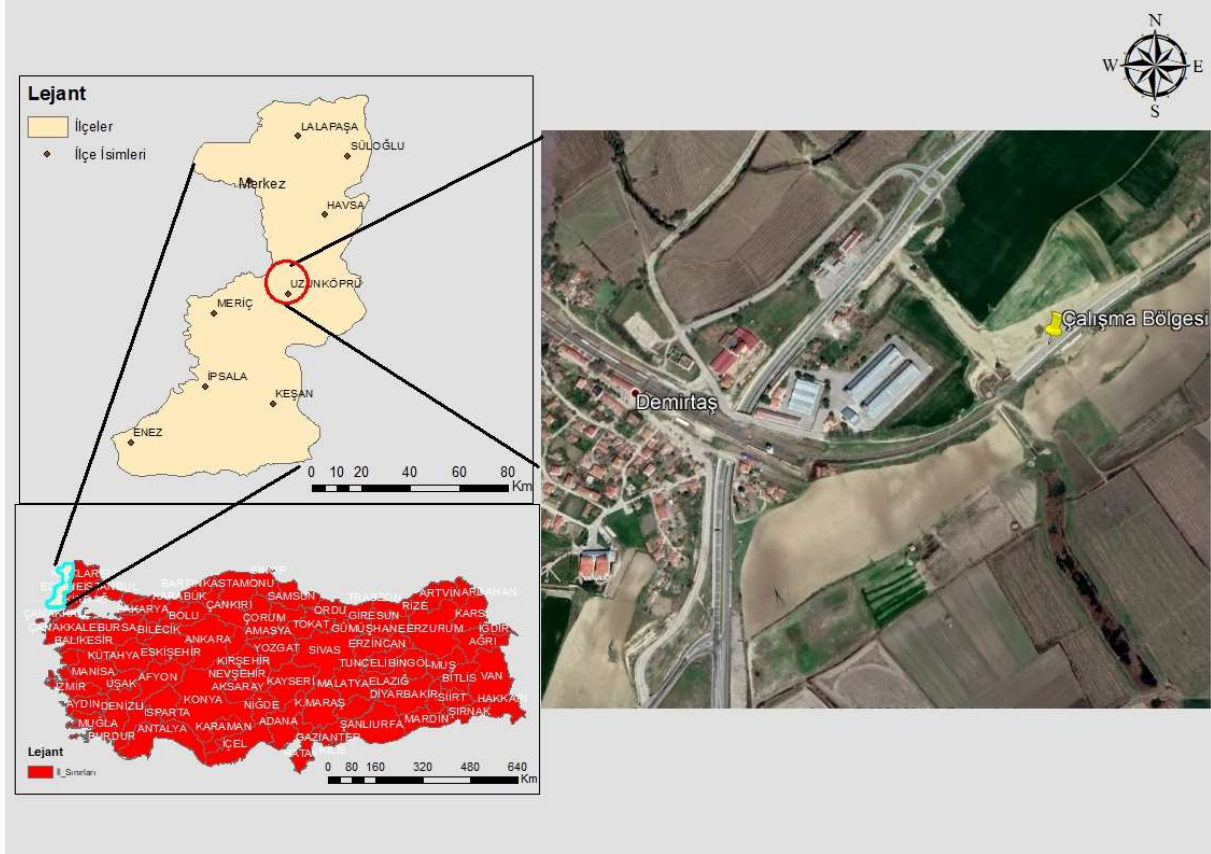 N
W E
S
Lejant
İlçeler
İlçe İsimleri
LALAPAŞA
SÜLOĞLU
Merkez
HAVSA
UZUNKÖPRÜ
MERİÇ
İPSALA
KEŞAN
ENEZ
0 10 20 40 60 80
Km
Çalışma Bölgesi
Demirtaş
BARTIN KASTAMONU
KARABÜK
SAMSUN
TRABZON
ARTVİN ARDAHAN
ÇANKIRI
ORDU
RİZE
SAKARYA
BOLU
ÇORUM
GİRESUN
KARS
ÇANAKKALE
TOKAT
ÇANAKKALE BURSA BİLECİK
AMASYA
GÜMÜŞHANE ERZURUM
IĞDIR
BALIKESİR
ANKARA
ERZİNCAN
AĞRI
KÜTAHYA ESKİŞEHİR
YOZGAT
SİVAS
KIRŞEHİR
TUNCELİ BİNGÖL MUŞ
MANİSA
UŞAK AFYON
NEVŞEHİR
KAYSERİ MALATYA ELAZIĞ
BİTLİS VAN
İZMİR
AKSARAY
DİYARBAKIR SİİRT
HAKKARİ
AYDIN DENİZLİ
ISPARTA
KONYA
NİĞDE
K.MARAŞ
ŞIRNAK
MUĞLA
ANTALYA
KARAMAN
ADANA
ŞANLIURFA
MARDİN
BURDUR
İÇEL
GAZİANTEP
Lejant
İl_Sınırları
0 80 160 320 480 640
Km